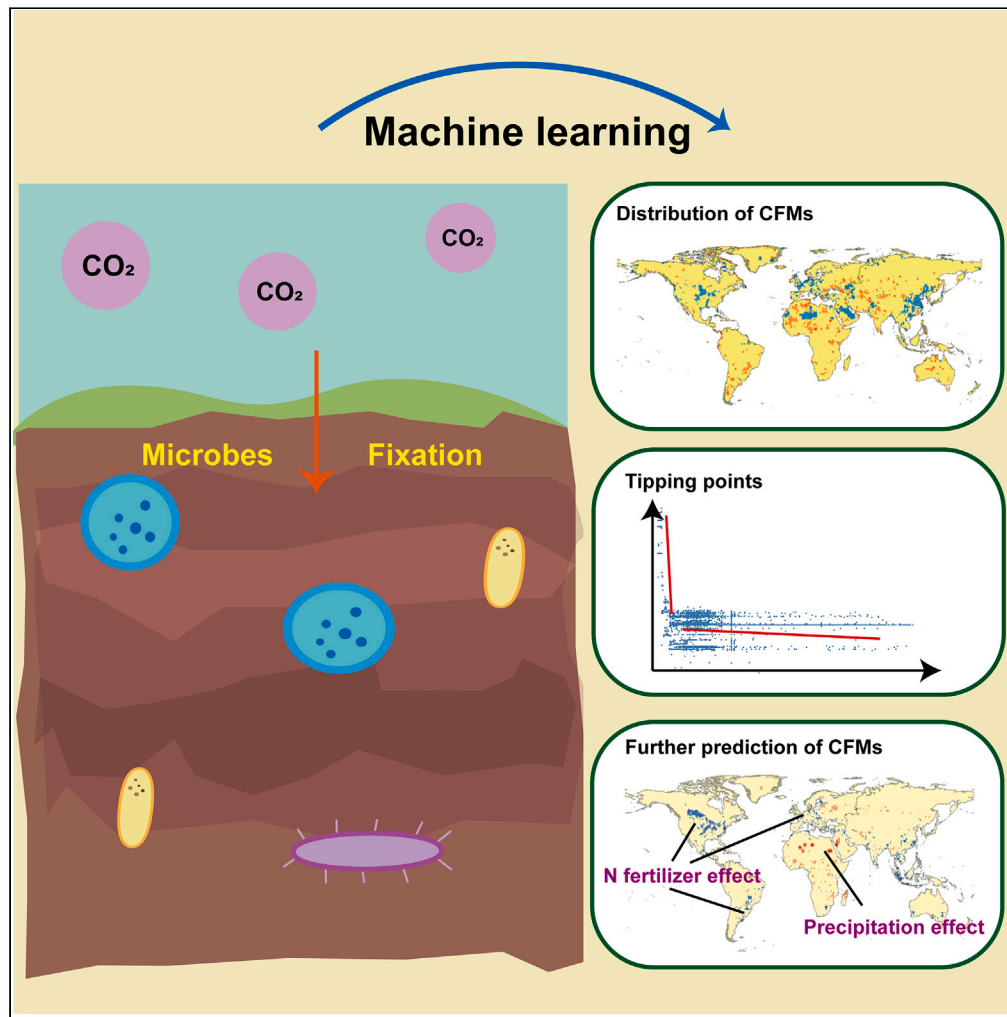 Machine learning
CO₂
CO₂
CO₂
Microbes
Fixation
Distribution of CFMs
Tipping points
Further prediction of CFMs
N fertilizer effect
Precipitation effect